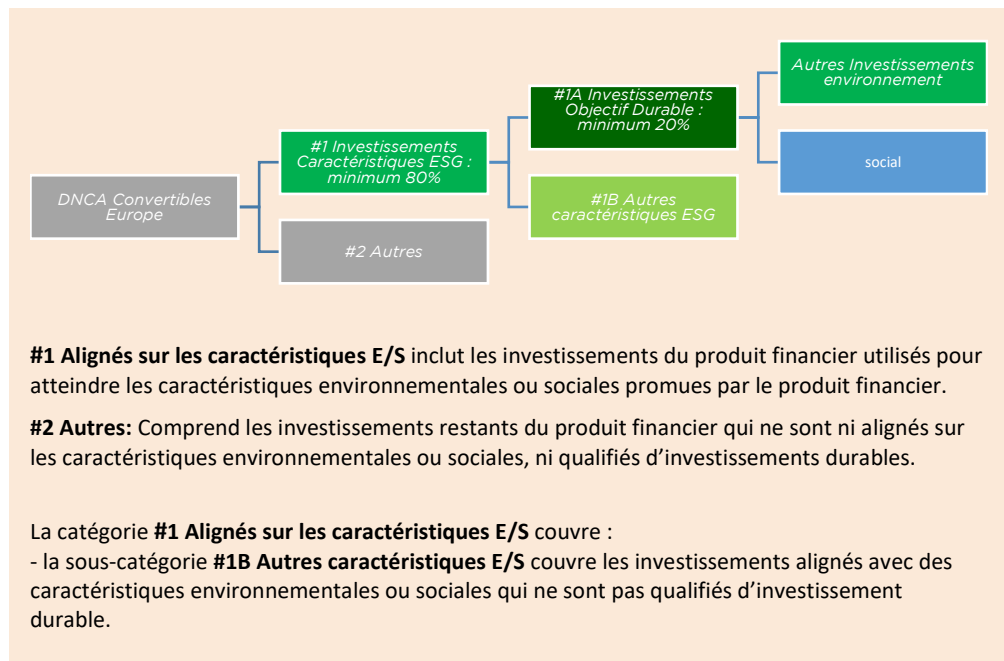 Autres Investissements
environnement
#1A Investissements
Objectif Durable :
minimum 20%
#1 Investissements
Caractéristiques ESG :
minimum 80%
social
DNCA Convertibles
Europe
#1B Autres
caractéristiques ESG
#2 Autres
#1 Alignés sur les caractéristiques E/S inclut les investissements du produit financier utilisés pour
atteindre les caractéristiques environnementales ou sociales promues par le produit financier.
#2 Autres: Comprend les investissements restants du produit financier qui ne sont ni alignés sur
les caractéristiques environnementales ou sociales, ni qualifiés d’investissements durables.
La catégorie #1 Alignés sur les caractéristiques E/S couvre :
- la sous-catégorie #1B Autres caractéristiques E/S couvre les investissements alignés avec des
caractéristiques environnementales ou sociales qui ne sont pas qualifiés d’investissement
durable.